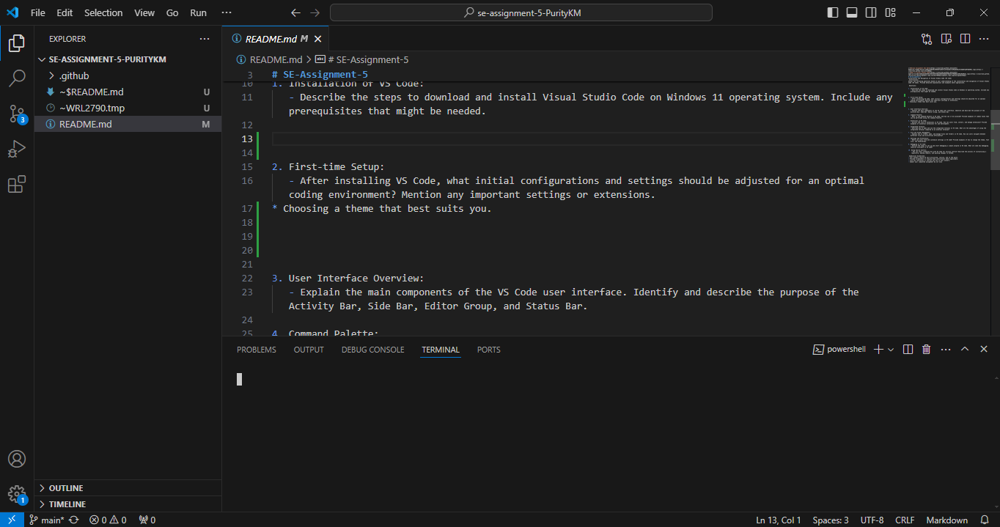 File Edit Selection View Go Run ···
se-assignment-5-PurityKM
EXPLORER ···
SE-ASSIGNMENT-5-PURITYKM
.github
~$README.md U
~WRL2790.tmp U
README.md M
3
1
README.md M
README.md > # SE-Assignment-5
3 # SE-Assignment-5
10 1. Installation of VS Code:
11 - Describe the steps to download and install Visual Studio Code on Windows 11 operating system. Include any
prerequisites that might be needed.
12
13
14
15 2. First-time Setup:
16 - After installing VS Code, what initial configurations and settings should be adjusted for an optimal
coding environment? Mention any important settings or extensions.
17 * Choosing a theme that best suits you.
18
19
20
21
22 3. User Interface Overview:
23 - Explain the main components of the VS Code user interface. Identify and describe the purpose of the
Activity Bar, Side Bar, Editor Group, and Status Bar.
24
25 4. Command Palette:
PROBLEMS OUTPUT DEBUG CONSOLE TERMINAL PORTS
powershell
OUTLINE
TIMELINE
main* 0 0 0
Ln 13, Col 1 Spaces: 3 UTF-8 CRLF Markdown